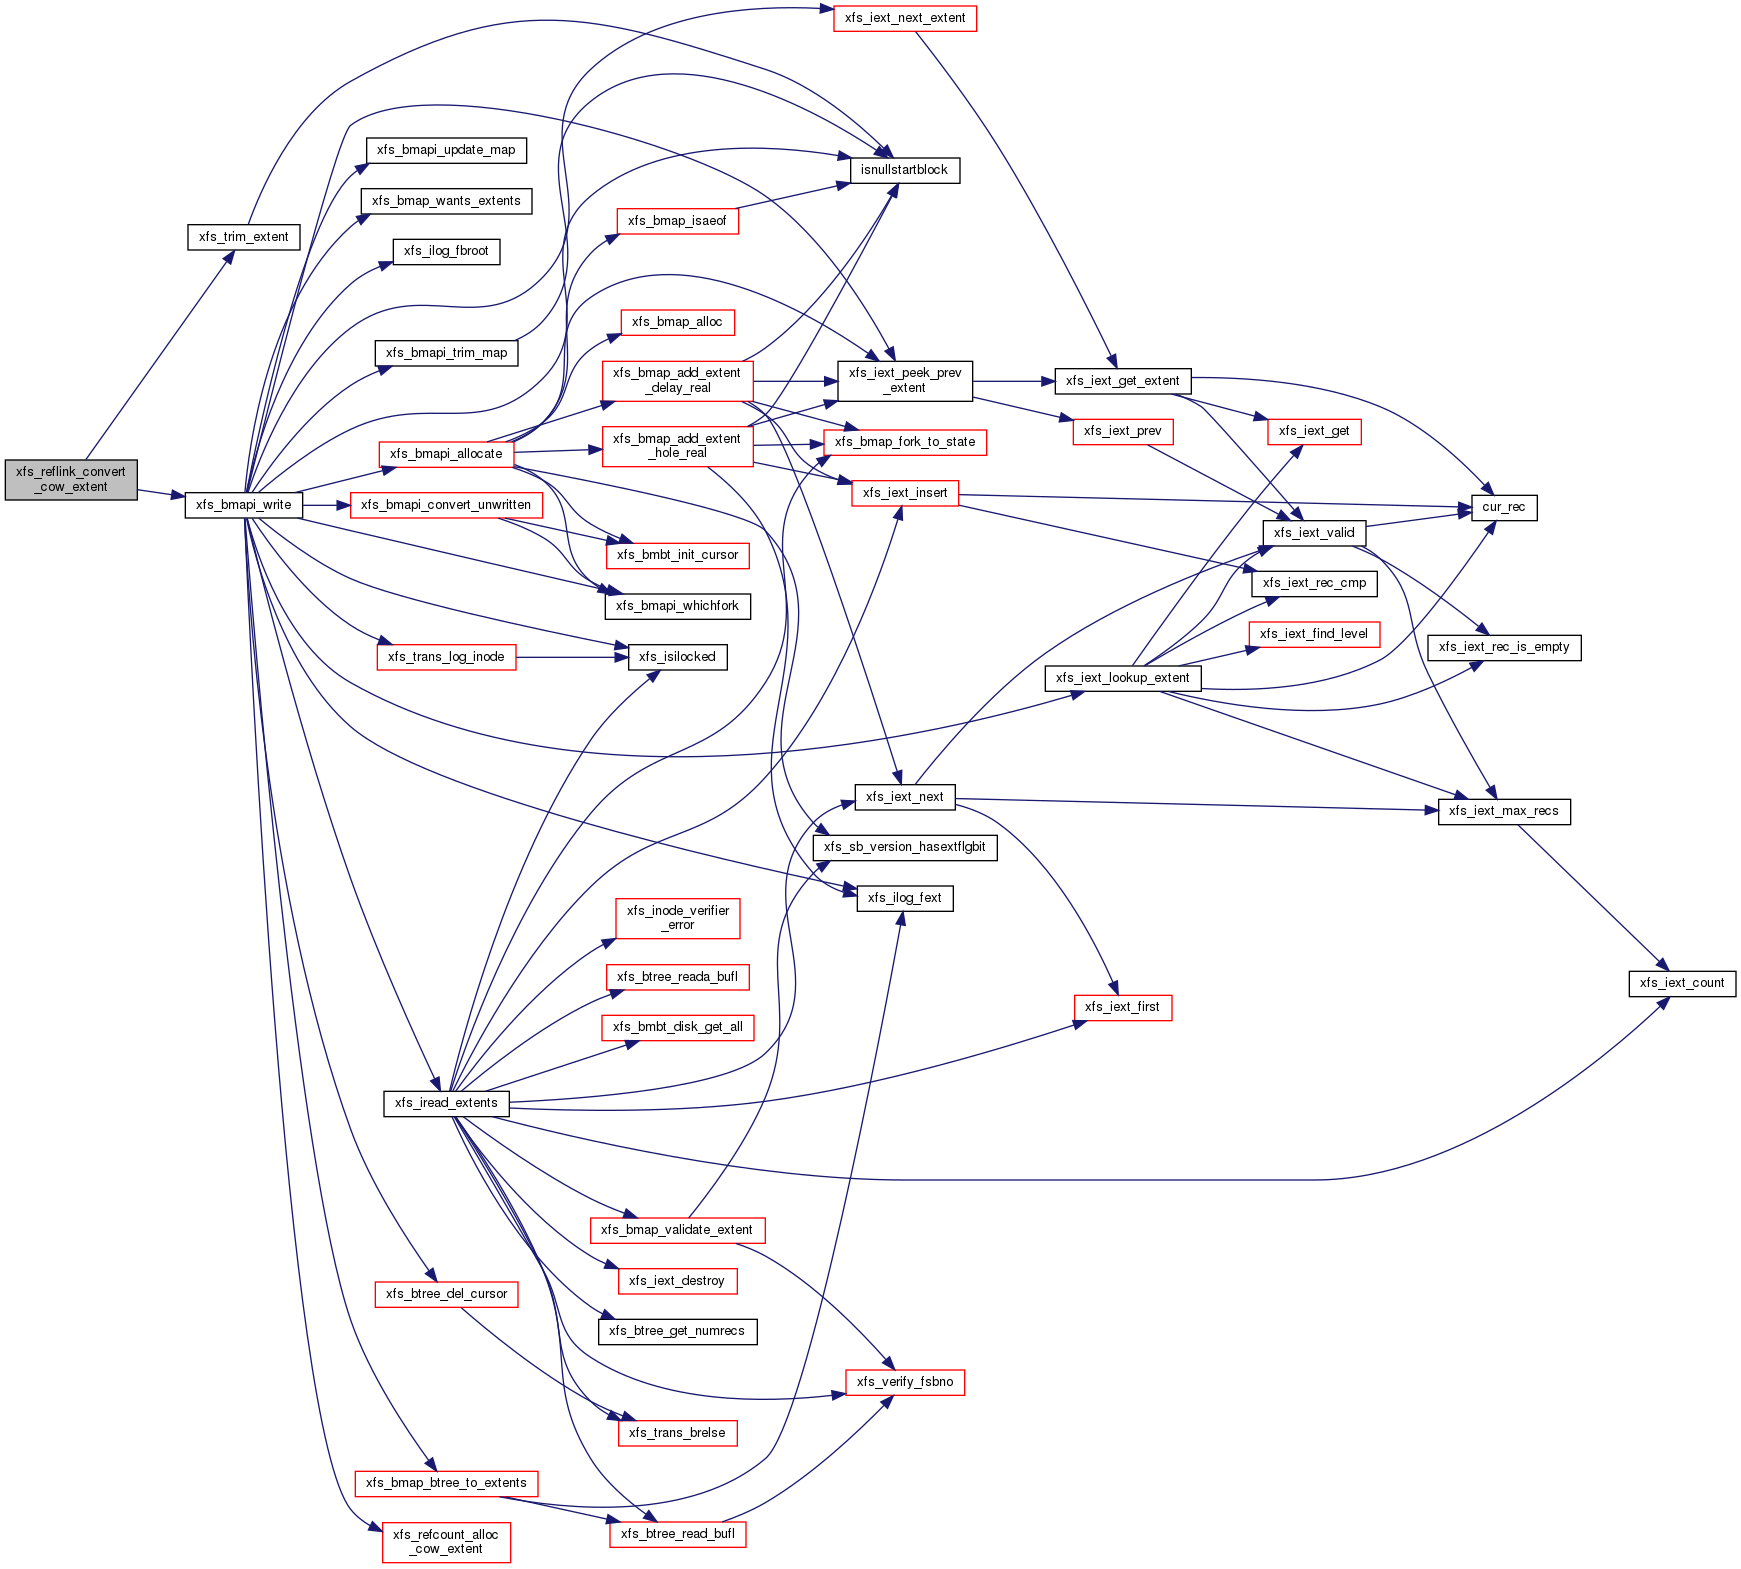 xfs_iext_next_extent
xfs_bmapi_update_map
isnullstartblock
xfs_bmap_wants_extents
xfs_bmap_isaeof
xfs_trim_extent
xfs_ilog_fbroot
xfs_bmap_alloc
xfs_bmapi_trim_map
xfs_bmap_add_extent
_delay_real
xfs_iext_peek_prev
_extent
xfs_iext_get_extent
xfs_iext_prev
xfs_iext_get
xfs_bmapi_allocate
xfs_bmap_add_extent
_hole_real
xfs_bmap_fork_to_state
xfs_reflink_convert
_cow_extent
xfs_bmapi_write
xfs_bmapi_convert_unwritten
xfs_iext_insert
cur_rec
xfs_iext_valid
xfs_bmbt_init_cursor
xfs_iext_rec_cmp
xfs_bmapi_whichfork
xfs_iext_find_level
xfs_iext_rec_is_empty
xfs_trans_log_inode
xfs_isilocked
xfs_iext_lookup_extent
xfs_iext_next
xfs_iext_max_recs
xfs_sb_version_hasextflgbit
xfs_ilog_fext
xfs_inode_verifier
_error
xfs_btree_reada_bufl
xfs_iext_count
xfs_iext_first
xfs_bmbt_disk_get_all
xfs_iread_extents
xfs_bmap_validate_extent
xfs_iext_destroy
xfs_btree_del_cursor
xfs_btree_get_numrecs
xfs_verify_fsbno
xfs_trans_brelse
xfs_bmap_btree_to_extents
xfs_btree_read_bufl
xfs_refcount_alloc
_cow_extent